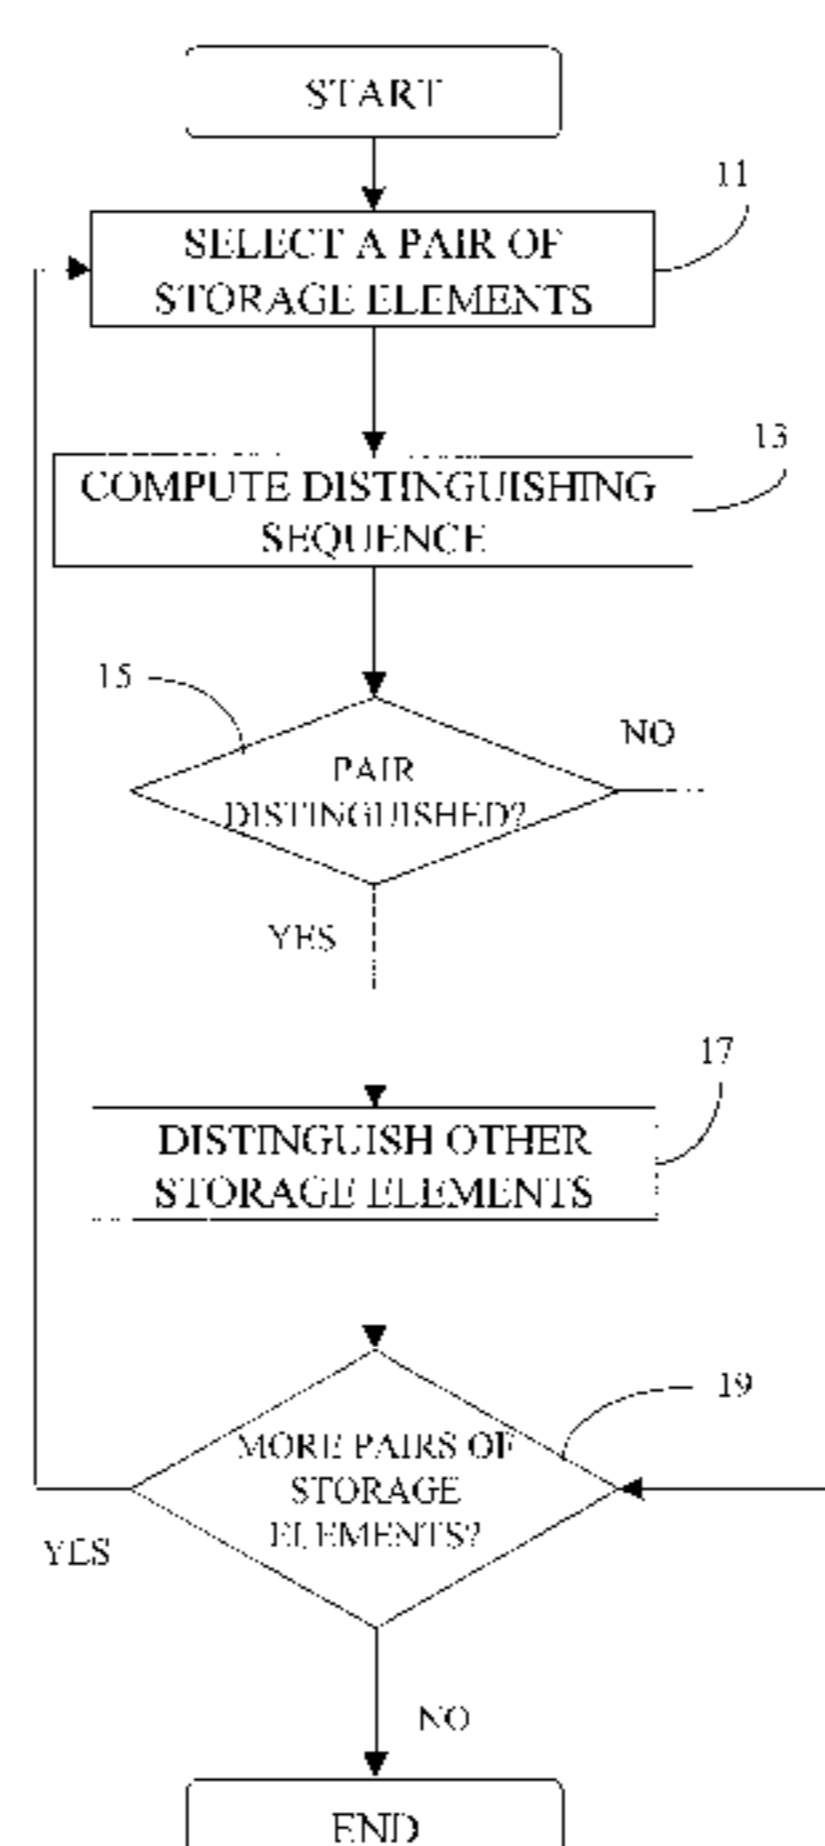 START
11
SELECT A PAIR OF
STORAGE ELEMENTS
13
COMPUTE DISTINGUISHING
SEQUENCE
15
NO
PAIR
DISTINGUISHED?
YES
17
DISTINGUISH OTHER
STORAGE ELEMENTS
19
MORE PAIRS OF
STORAGE
ELEMENTS?
YES
NO
END